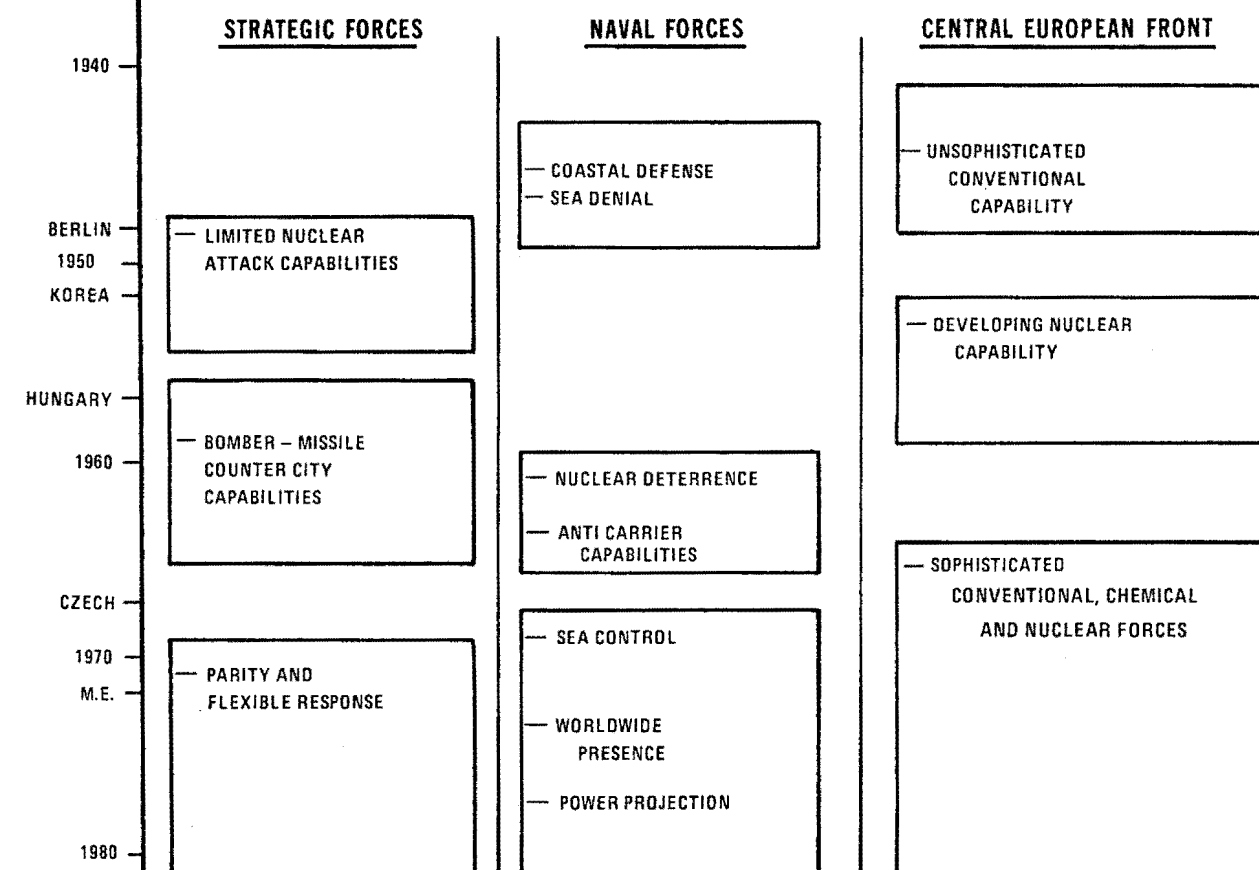 STRATEGIC FORCES
NAVAL FORCES
CENTRAL EUROPEAN FRONT
1940
BERLIN
1950
KOREA
HUNGARY
1960
CZECH
1970
M.E.
1980
— LIMITED NUCLEAR
ATTACK CAPABILITIES
— BOMBER – MISSILE
COUNTER CITY
CAPABILITIES
— PARITY AND
FLEXIBLE RESPONSE
— COASTAL DEFENSE
— SEA DENIAL
— NUCLEAR DETERRENCE
— ANTI CARRIER
CAPABILITIES
— SEA CONTROL
— WORLDWIDE
PRESENCE
— POWER PROJECTION
— UNSOPHISTICATED
CONVENTIONAL
CAPABILITY
— DEVELOPING NUCLEAR
CAPABILITY
— SOPHISTICATED
CONVENTIONAL, CHEMICAL
AND NUCLEAR FORCES